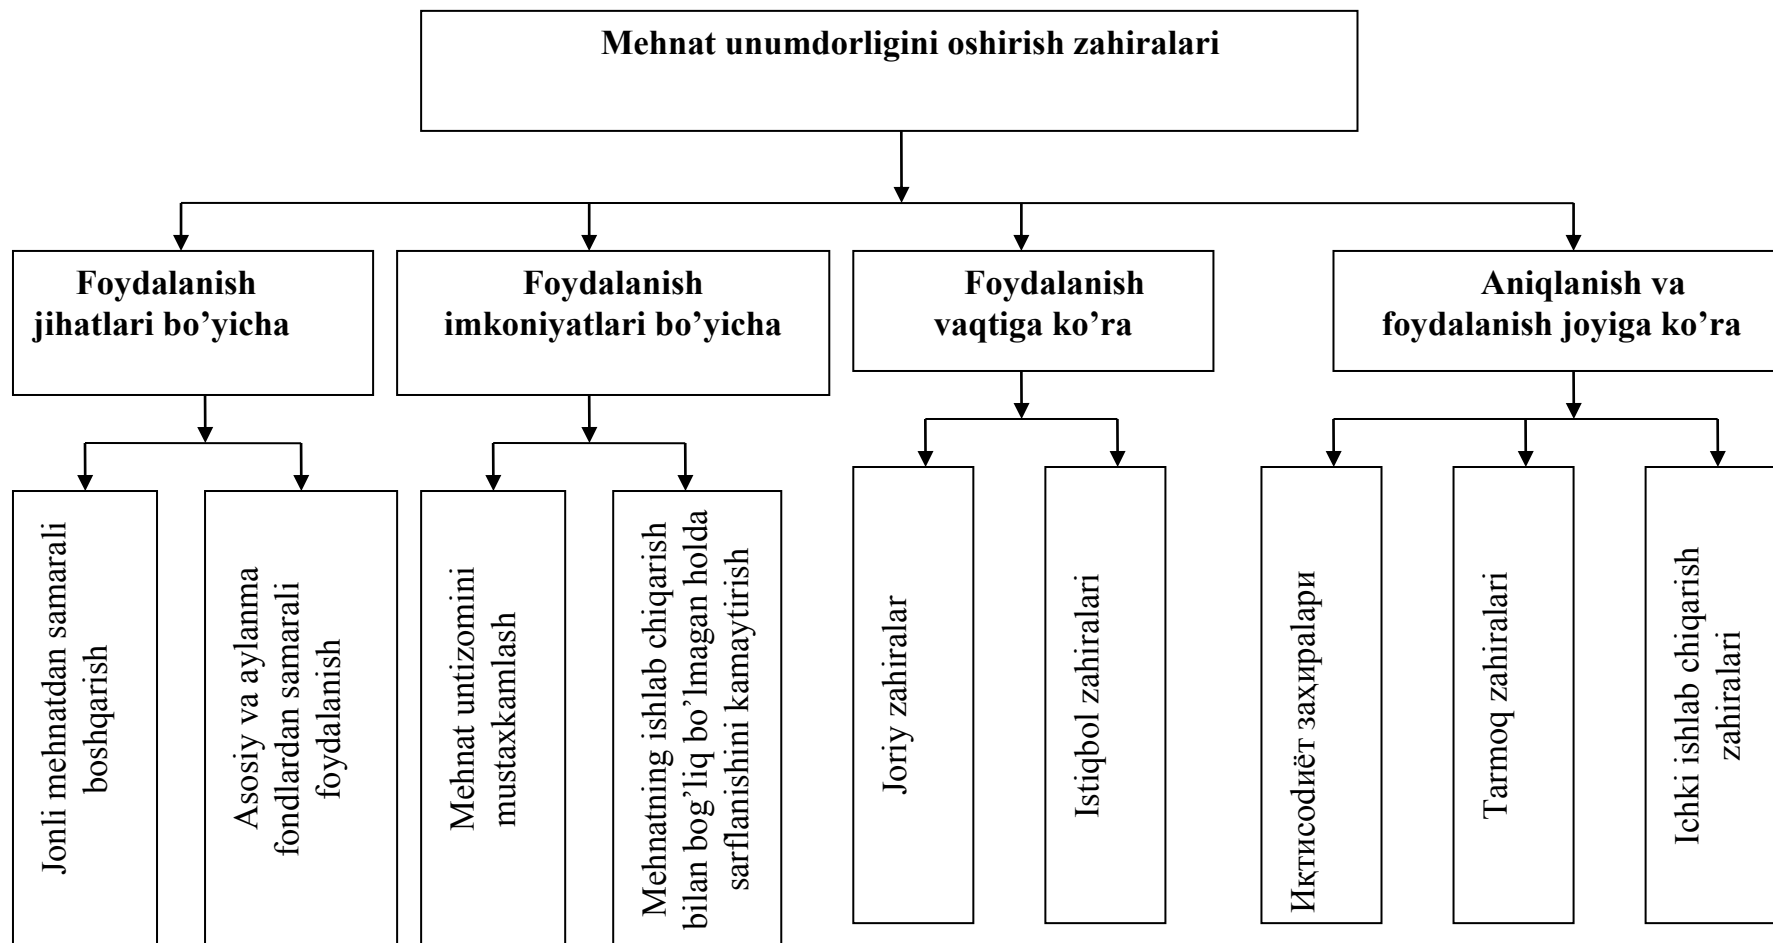 Mehnat unumdorligini oshirish zahiralari
Foydalanish
jihatlari bo’yicha
Foydalanish
imkoniyatlari bo’yicha
Foydalanish
vaqtiga ko’ra
Aniqlanish va
foydalanish joyiga ko’ra
Jonli mehnatdan samarali
boshqarish
Asosiy va aylanma
fondlardan samarali
foydalanish
Mehnat untizomini
mustaxkamlash
Mehnatning ishlab chiqarish
bilan bog’liq bo’lmagan holda
sarflanishini kamaytirish
Joriy zahiralar
Istiqbol zahiralari
Иқтисодиёт заҳиралари
Tarmoq zahiralari
Ichki ishlab chiqarish
zahiralari